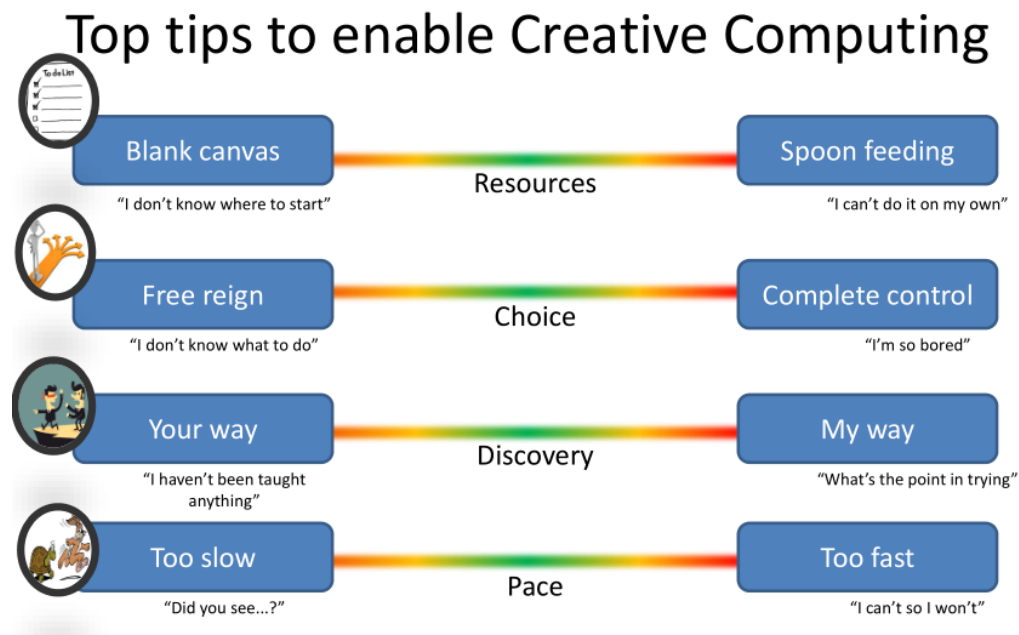 Top tips to enable Creative Computing
To do List
Blank canvas
Spoon feeding
Resources
“I don’t know where to start”
“I can’t do it on my own”
Free reign
Complete control
Choice
“I don’t know what to do”
“I’m so bored”
Your way
My way
Discovery
“I haven’t been taught
anything”
“What’s the point in trying”
Too slow
Too fast
Pace
“Did you see...?”
“I can’t so I won’t”